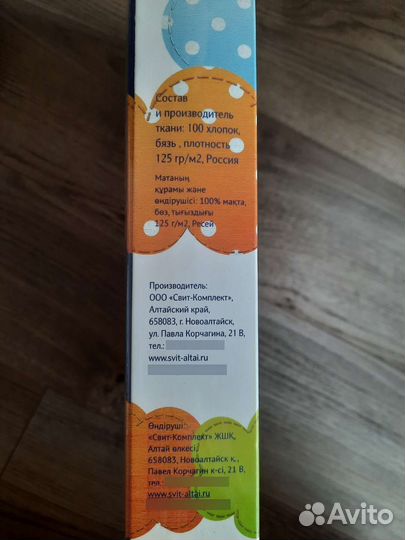 Состав
и производитель
ткани: 100 хлопок,
бязь , плотность
125 гр/м2, Россия
Матаның
құрамы және
өндірушісі: 100% мақта,
бөз, тығыздығы
125 г/м2, Ресей
Производитель:
ООО «Свит-Комплект»,
Алтайский край,
658083, г. Новоалтайск,
ул. Павла Корчагина, 21 В,
тел.:
www.svit-altai.ru
Өндіруші:
«Свит-Комплект» ЖШҚ,
Алтай өлкесі,
658083, Новоалтайск қ.,
Павел Корчагин к-сі, 21 В,
тел.:
www.svit-altai.ru
Avito